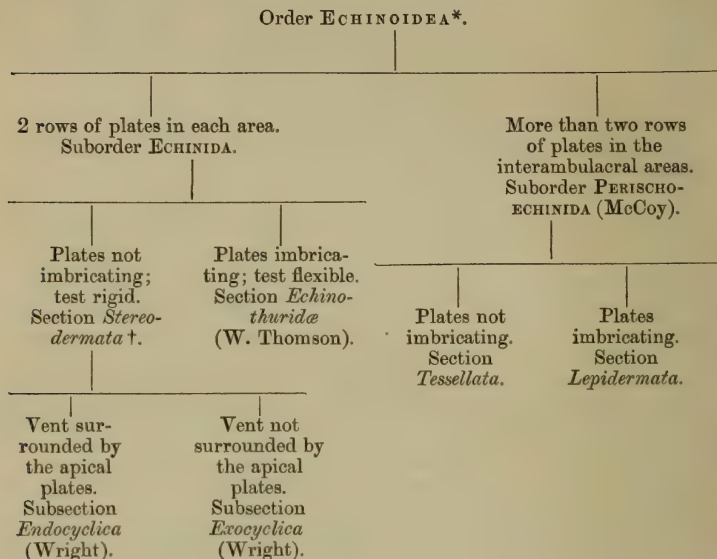 Order ECHINOIDEA*.
2 rows of plates in each area.
Suborder ECHINIDA.
More than two rows
of plates in the
interambulacral areas.
Suborder PERISCHO-
ECHINIDA (McCoy).
Plates not
imbricating;
test rigid.
Section Stereo-
dermata †.
Plates imbrica-
ting; test flexible.
Section Echino-
thuridæ
(W. Thomson).
Plates not
imbricating.
Section
Tessellata.
Plates
imbricating.
Section
Lepidermata.
Vent sur-
rounded by
the apical
plates.
Subsection
Endocyclica
(Wright).
Vent not
surrounded by
the apical
plates.
Subsection
Exocyclica
(Wright).